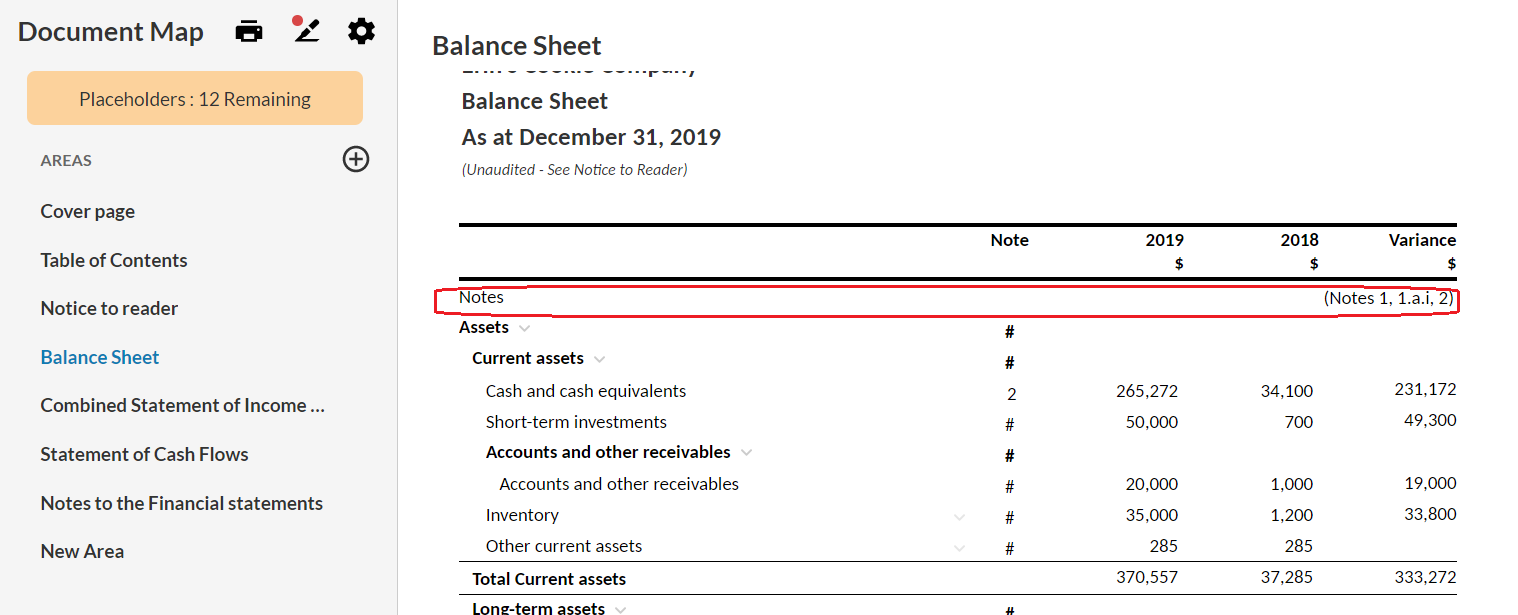 Document Map
Placeholders : 12 Remaining
AREAS
Cover page
Table of Contents
Notice to reader
Balance Sheet
Combined Statement of Income ...
Statement of Cash Flows
Notes to the Financial statements
New Area
Balance Sheet
Cookie Company
Balance Sheet
As at December 31, 2019
(Unaudited - See Notice to Reader)
Note 2019 2018 Variance
$ $ $
Notes (Notes 1, 1.a.i, 2)
Assets #
Current assets #
Cash and cash equivalents 2 265,272 34,100 231,172
Short-term investments # 50,000 700 49,300
Accounts and other receivables #
Accounts and other receivables # 20,000 1,000 19,000
Inventory # 35,000 1,200 33,800
Other current assets # 285 285
Total Current assets 370,557 37,285 333,272
Long-term assets #